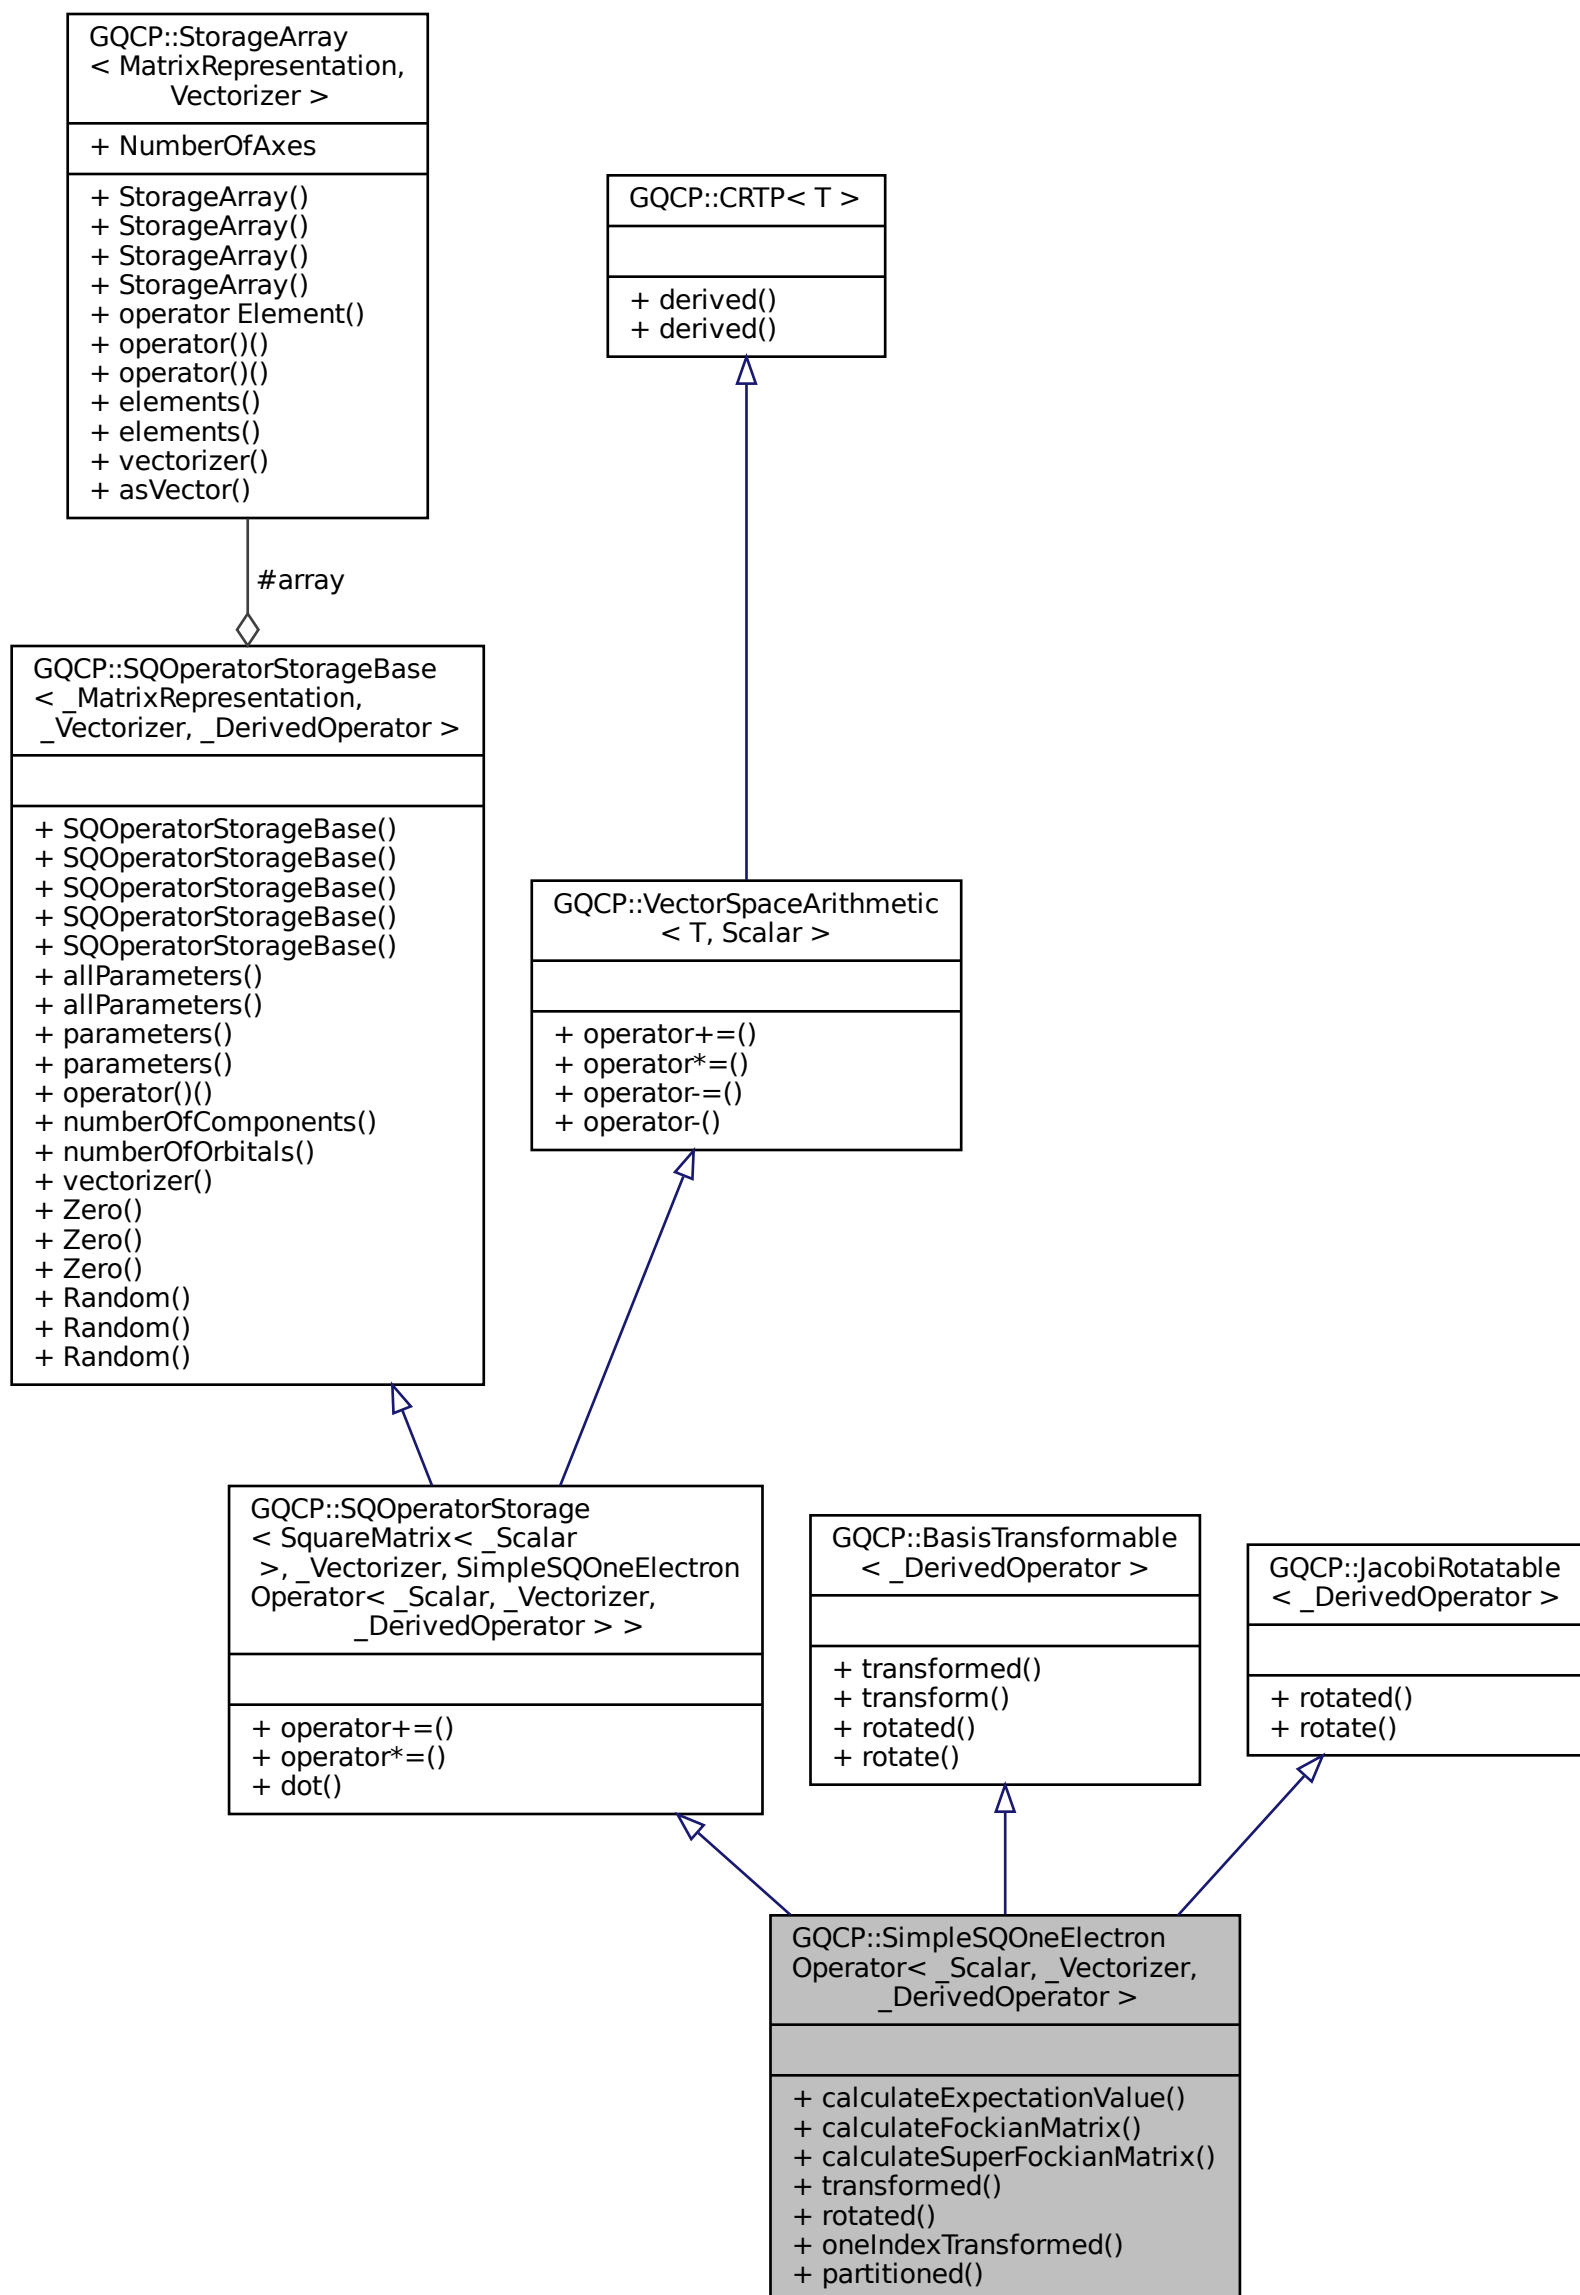 GQCP::StorageArray
< MatrixRepresentation,
Vectorizer >
+ NumberOfAxes
+ StorageArray()
+ StorageArray()
+ StorageArray()
+ StorageArray()
+ operator Element()
+ operator()()
+ operator()()
+ elements()
+ elements()
+ vectorizer()
+ asVector()
GQCP::CRTP< T >
+ derived()
+ derived()
#array
GQCP::SQOperatorStorageBase
< _MatrixRepresentation,
_Vectorizer, _DerivedOperator >
+ SQOperatorStorageBase()
+ SQOperatorStorageBase()
+ SQOperatorStorageBase()
+ SQOperatorStorageBase()
+ SQOperatorStorageBase()
+ allParameters()
+ allParameters()
+ parameters()
+ parameters()
+ operator()()
+ numberOfComponents()
+ numberOfOrbitals()
+ vectorizer()
+ Zero()
+ Zero()
+ Zero()
+ Random()
+ Random()
+ Random()
GQCP::VectorSpaceArithmetic
< T, Scalar >
+ operator+=()
+ operator*=()
+ operator-=()
+ operator-()
GQCP::SQOperatorStorage
< SquareMatrix< _Scalar
>, _Vectorizer, SimpleSQOneElectron
Operator< _Scalar, _Vectorizer,
_DerivedOperator > >
+ operator+=()
+ operator*=()
+ dot()
GQCP::BasisTransformable
< _DerivedOperator >
+ transformed()
+ transform()
+ rotated()
+ rotate()
GQCP::JacobiRotatable
< _DerivedOperator >
+ rotated()
+ rotate()
GQCP::SimpleSQOneElectron
Operator< _Scalar, _Vectorizer,
_DerivedOperator >
+ calculateExpectationValue()
+ calculateFockianMatrix()
+ calculateSuperFockianMatrix()
+ transformed()
+ rotated()
+ oneIndexTransformed()
+ partitioned()